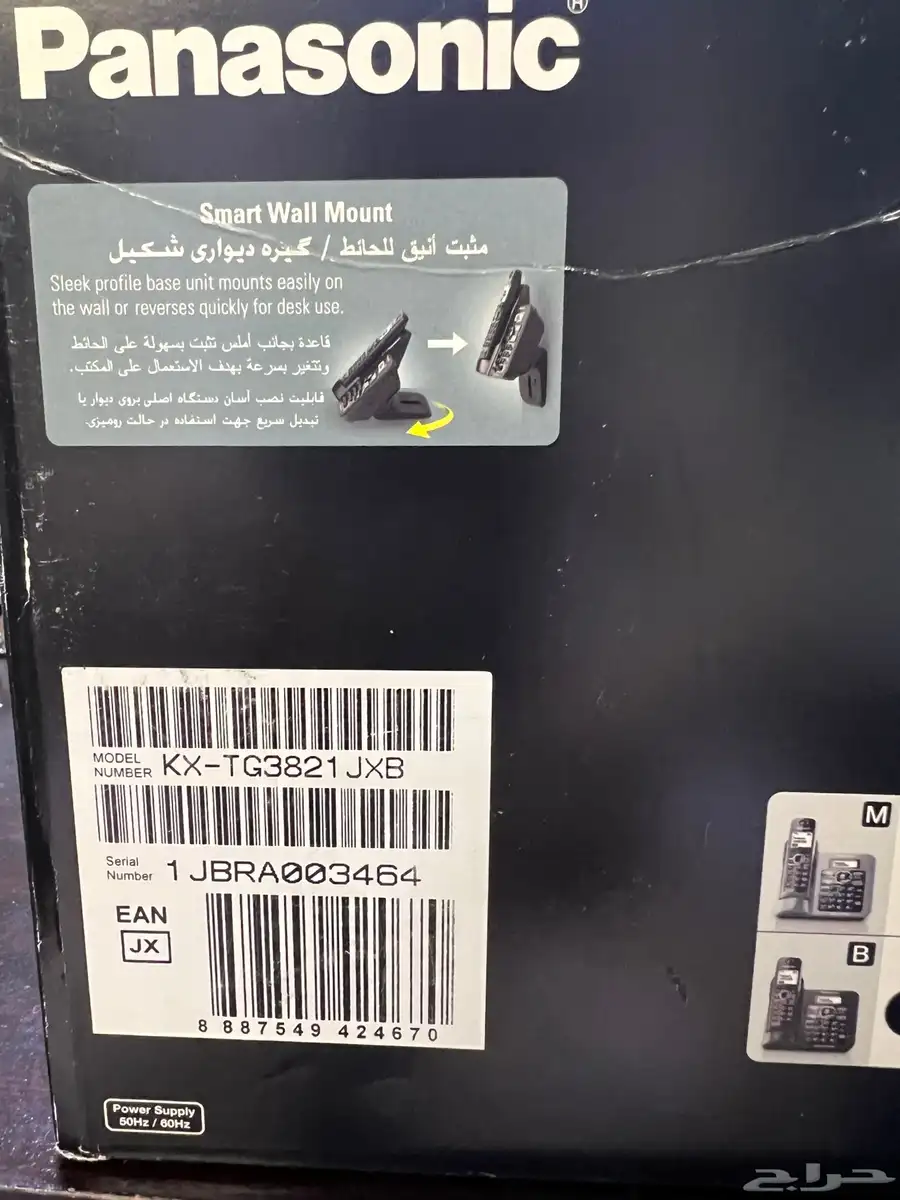 Panasonic®
Smart Wall Mount
مثبت أنيق للحائط / گیره دیواری شکیل
Sleek profile base unit mounts easily on
the wall or reverses quickly for desk use.
قاعدة بجانب أملس تثبت بسهولة على الحائط
وتتغير بسرعة بهدف الاستعمال على المكتب.
قابلیت نصب آسان دستگاه اصلی بروی دیوار یا
تبدیل سریع جهت استفاده در حالت رومیزی.
MODEL
NUMBER KX-TG3821JXB
Serial
Number 1JBRA003464
EAN
JX
8 887549 424670
M
B
Power Supply
50Hz / 60Hz
حراج